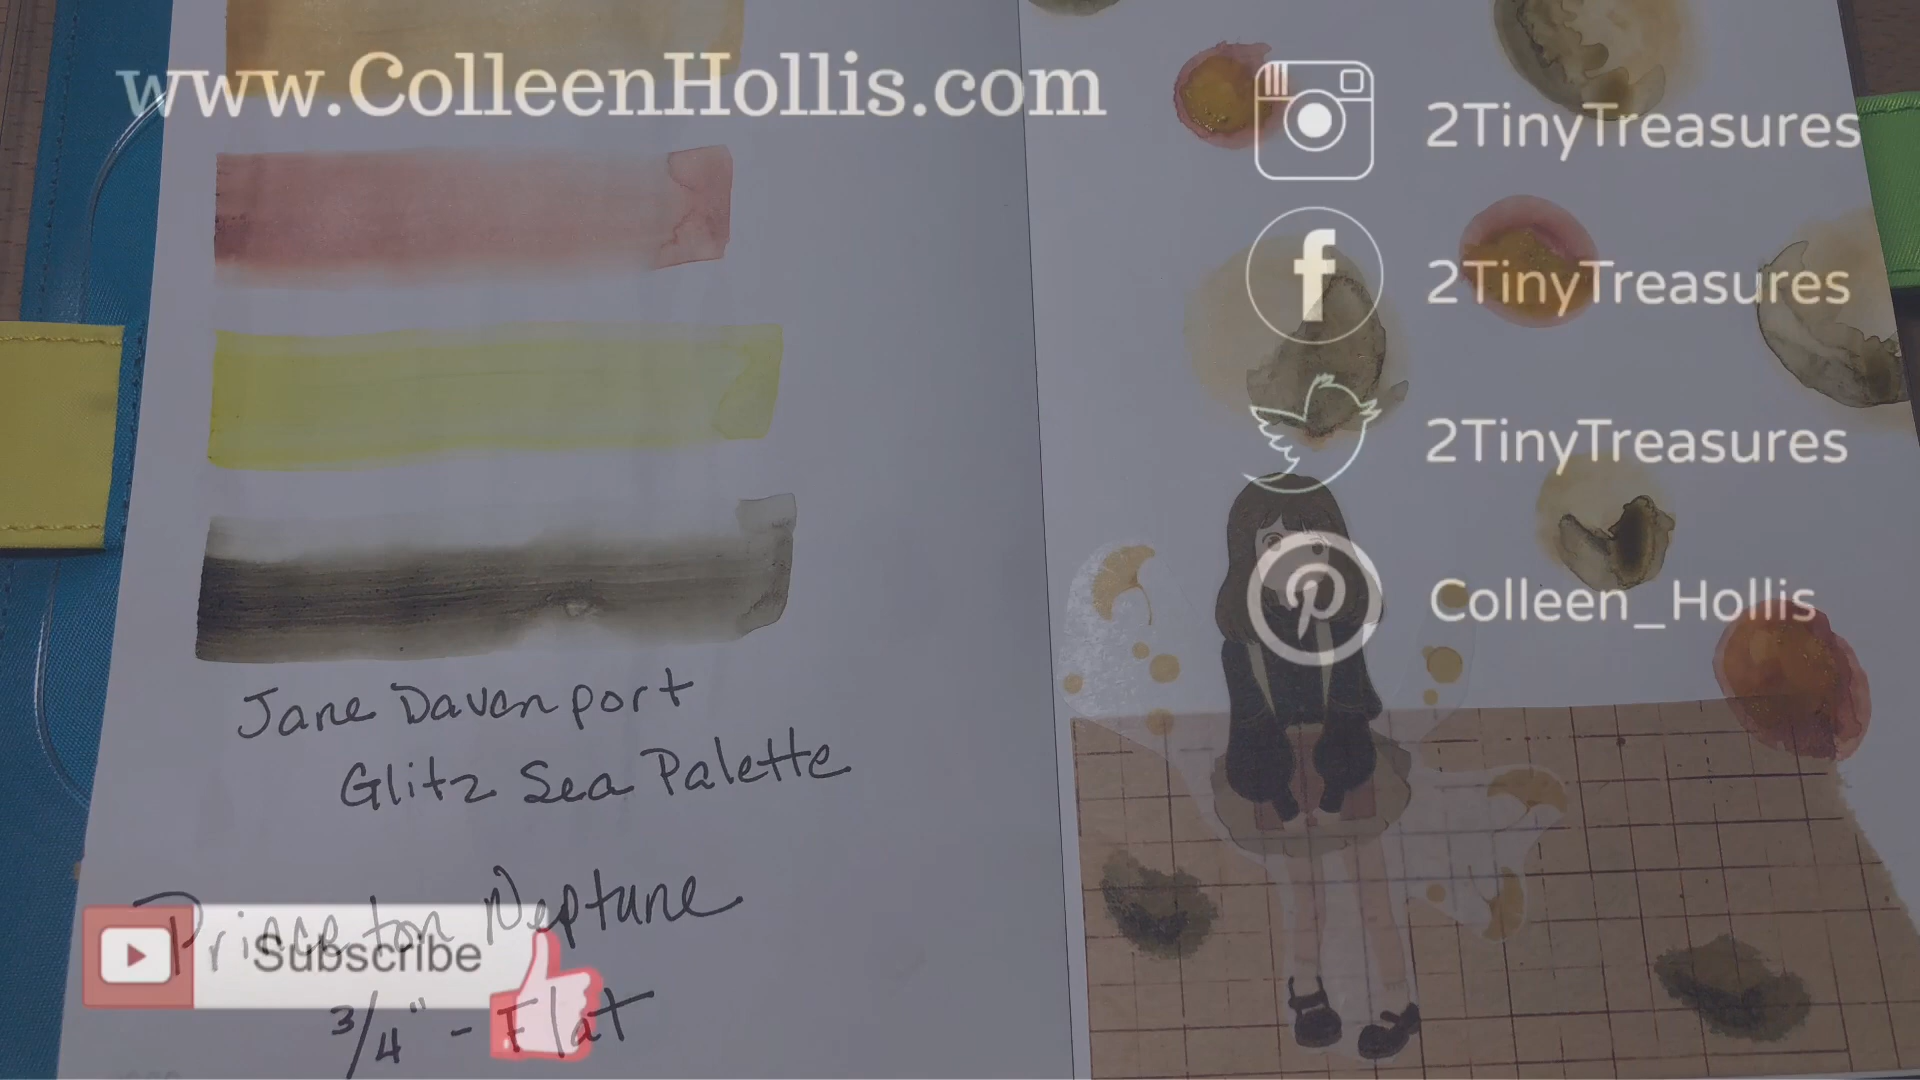 www.ColleenHollis.com
2TinyTreasures
2TinyTreasures
2TinyTreasures
Colleen_Hollis
Jane Davenport
Glitz Sea Palette
Princeton Neptune
3/4" - Flat
Subscribe